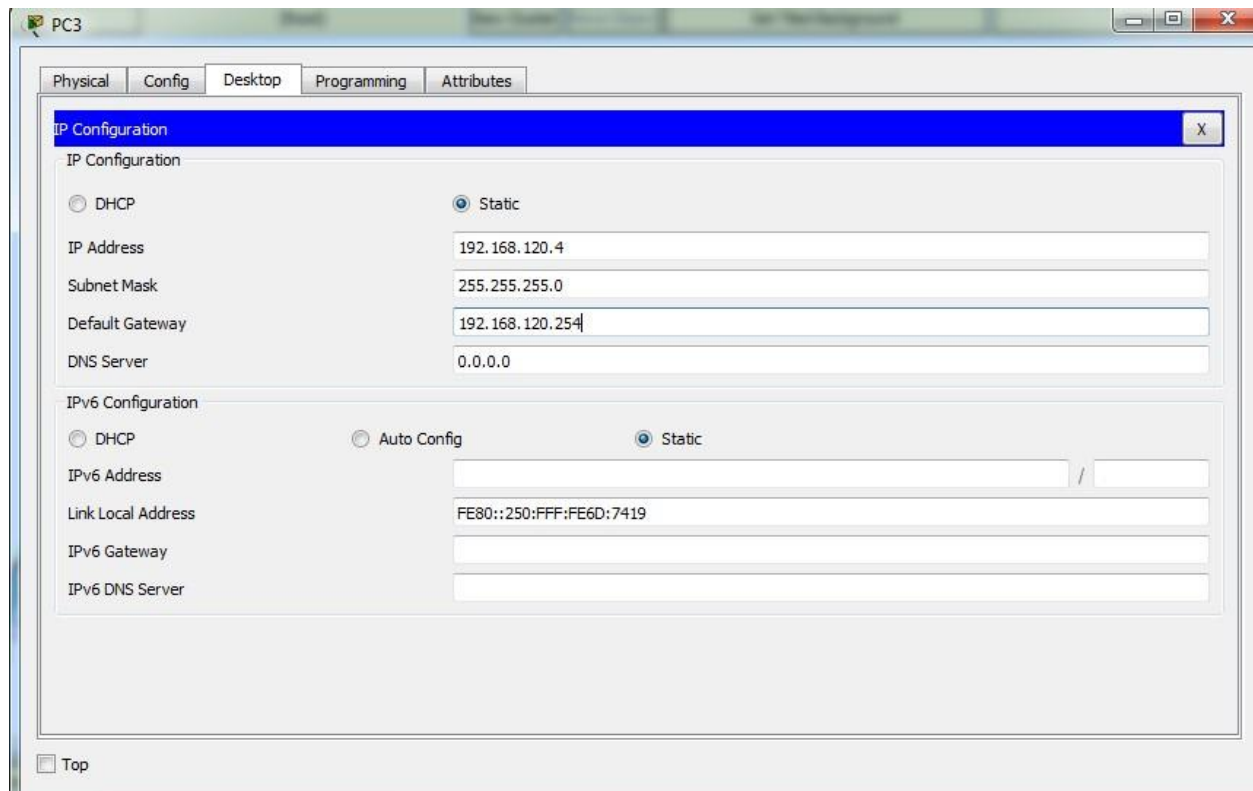 PC3
Physical Config Desktop Programming Attributes
IP Configuration X
IP Configuration
DHCP Static
IP Address 192.168.120.4
Subnet Mask 255.255.255.0
Default Gateway 192.168.120.254
DNS Server 0.0.0.0
IPv6 Configuration
DHCP Auto Config Static
IPv6 Address /
Link Local Address FE80::250:FFF:FE6D:7419
IPv6 Gateway
IPv6 DNS Server
Top